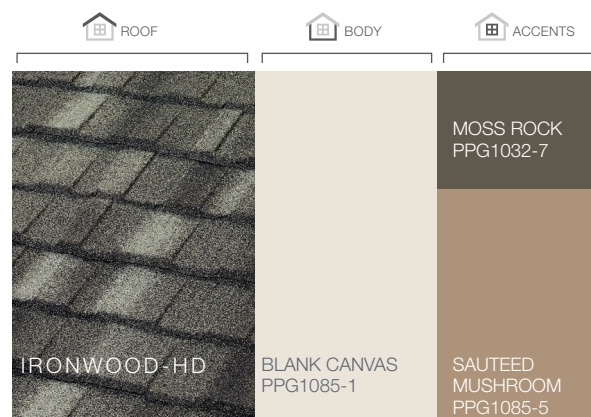 ROOF
BODY
ACCENTS
IRONWOOD-HD
BLANK CANVAS
PPG1085-1
MOSS ROCK
PPG1032-7
SAUTEED
MUSHROOM
PPG1085-5